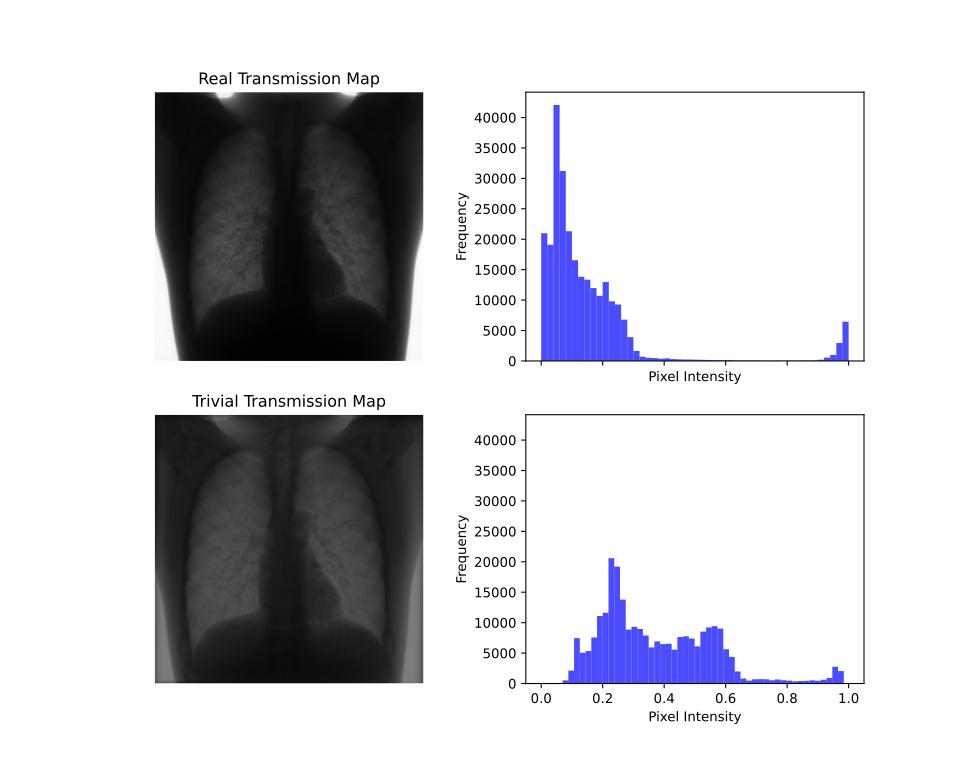 Real Transmission Map
40000
35000
30000
25000
20000
15000
10000
5000
0
Frequency
Pixel Intensity
Trivial Transmission Map
40000
35000
30000
25000
20000
15000
10000
5000
0
Frequency
0.0 0.2 0.4 0.6 0.8 1.0
Pixel Intensity